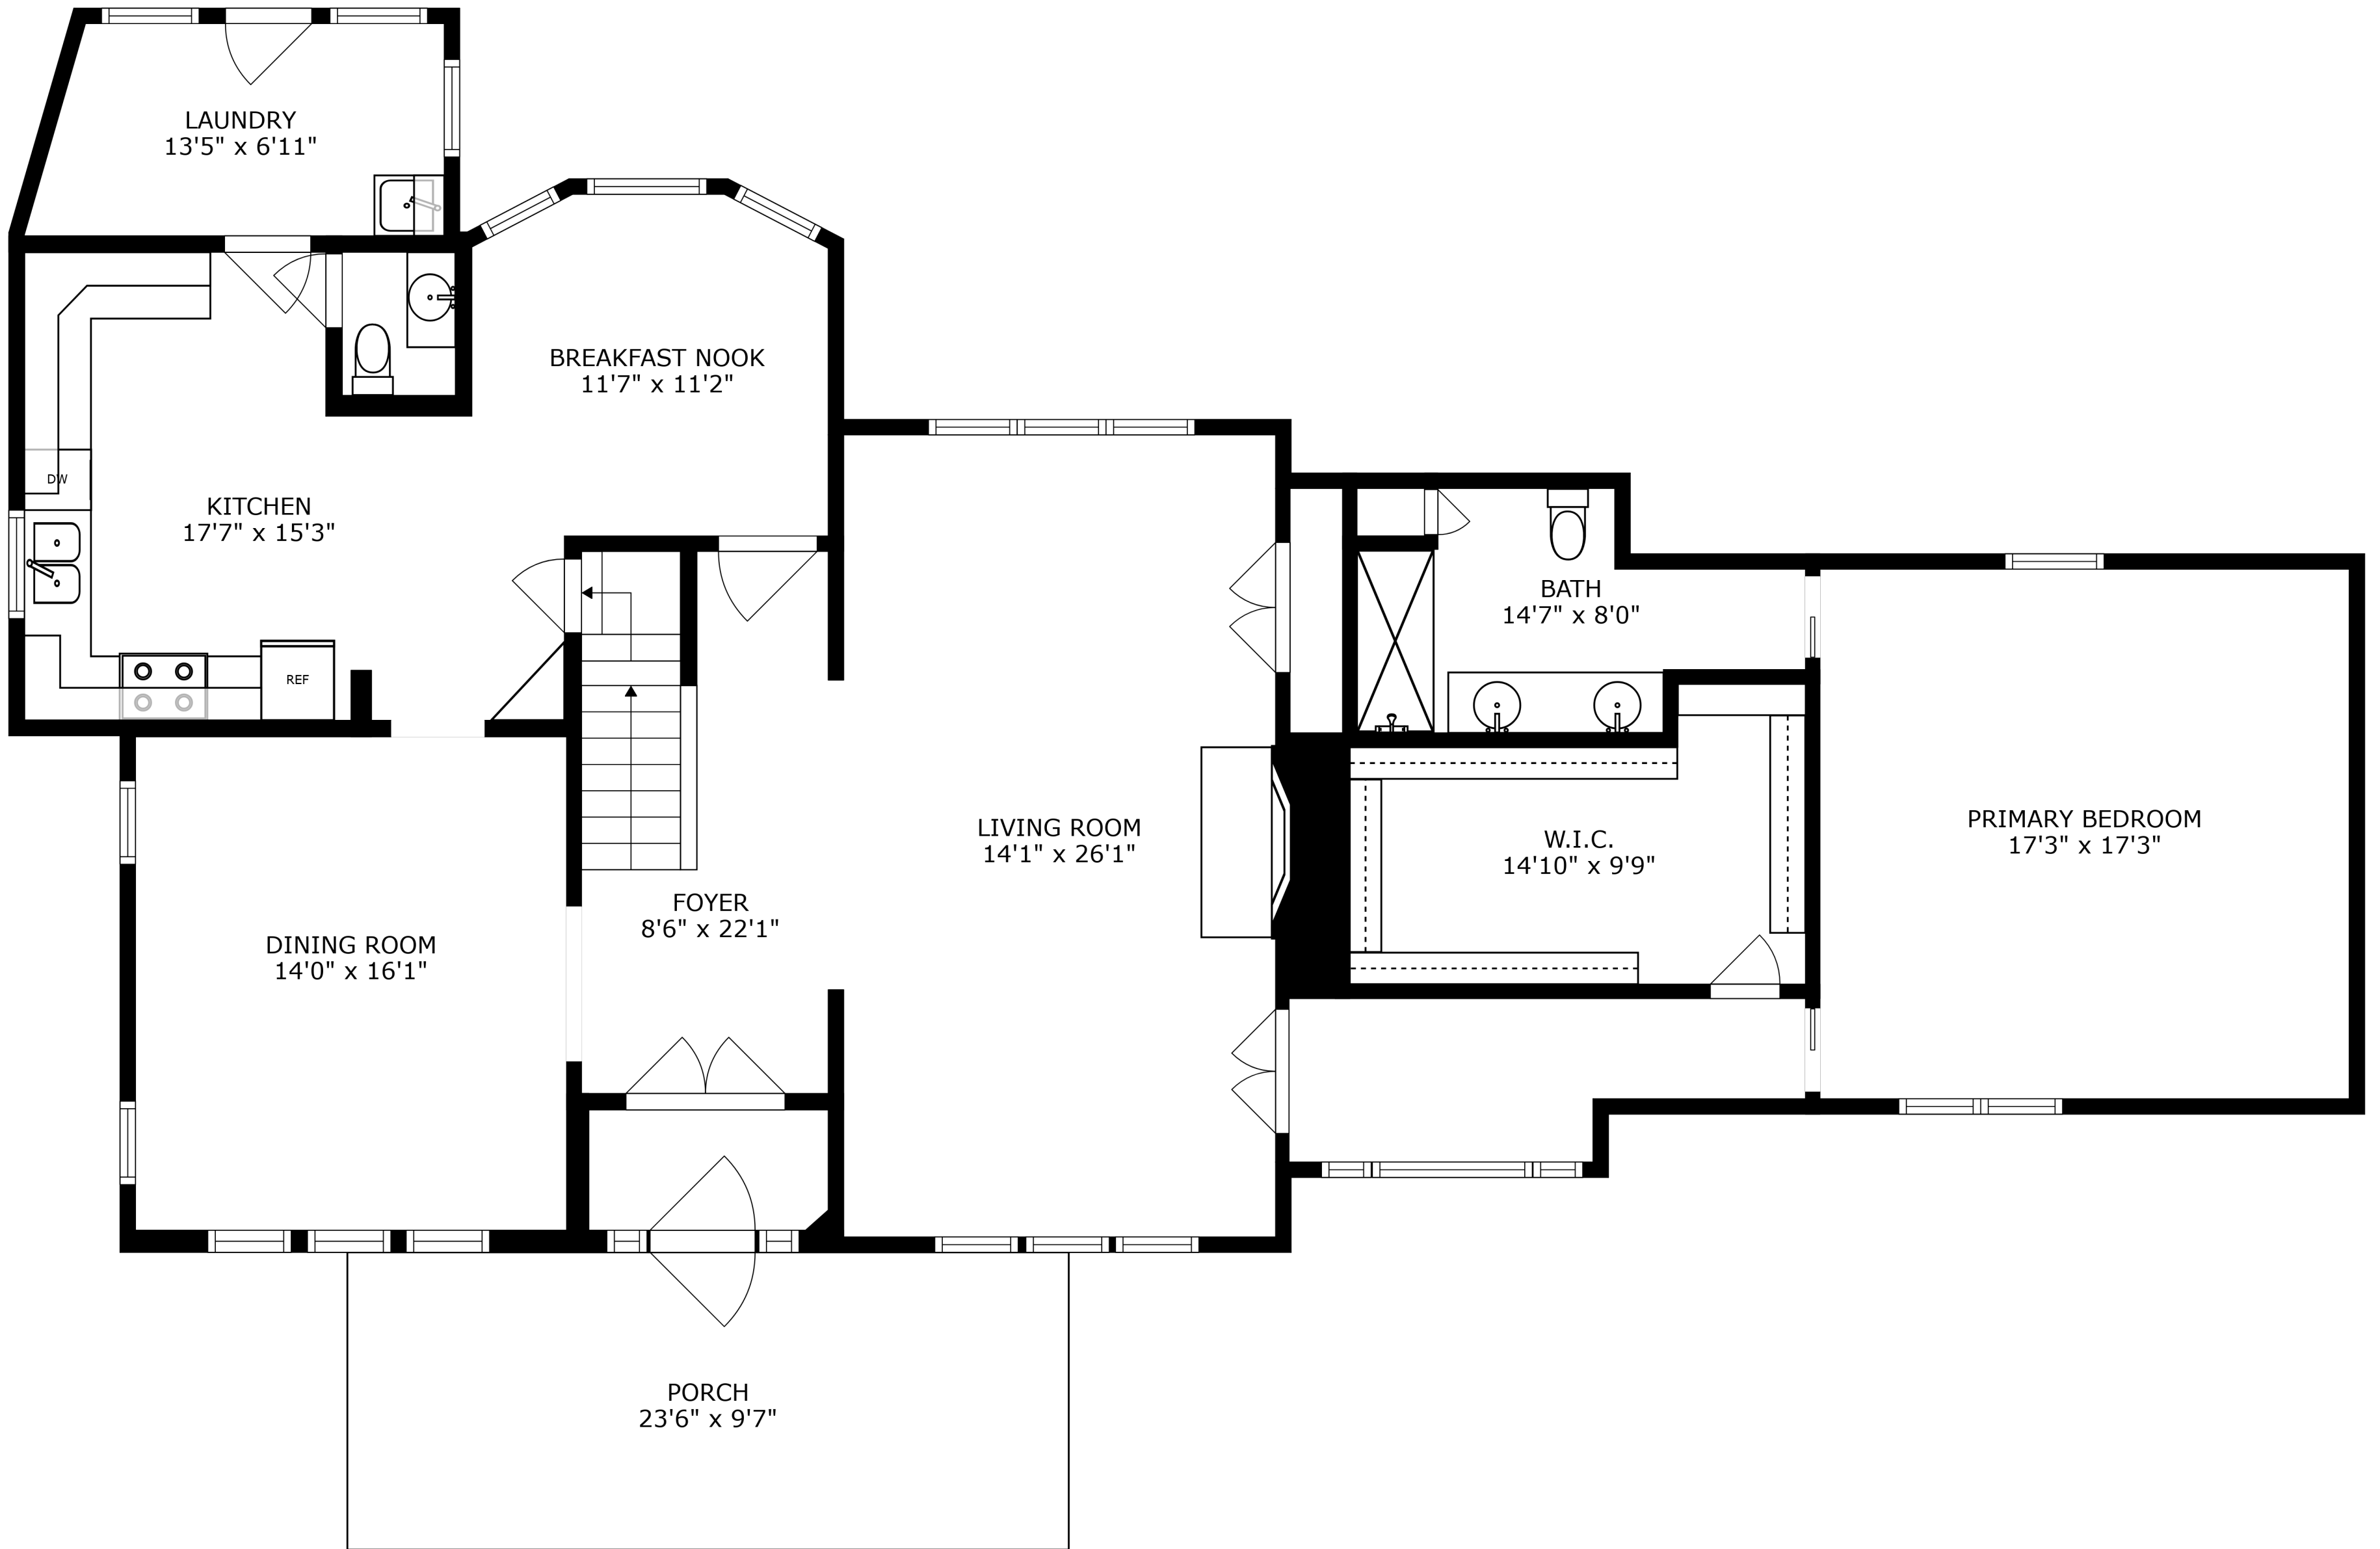 LAUNDRY
13'5" x 6'11"
BREAKFAST NOOK
11'7" x 11'2"
DW
KITCHEN
17'7" x 15'3"
REF
BATH
14'7" x 8'0"
LIVING ROOM
14'1" x 26'1"
W.I.C.
14'10" x 9'9"
PRIMARY BEDROOM
17'3" x 17'3"
FOYER
8'6" x 22'1"
DINING ROOM
14'0" x 16'1"
PORCH
23'6" x 9'7"